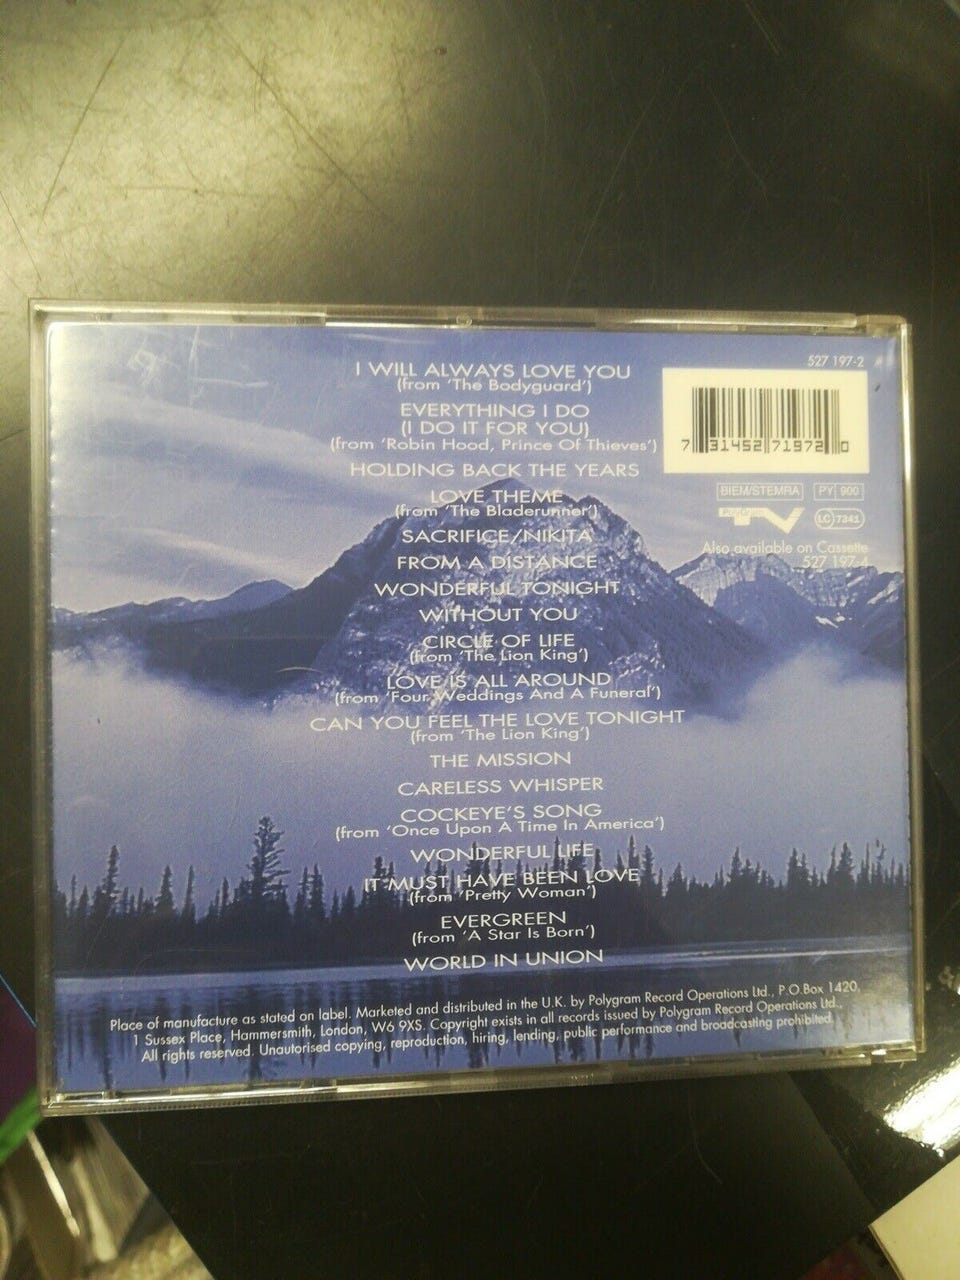 527 197-2
I WILL ALWAYS LOVE YOU
(from 'The Bodyguard')
EVERYTHING I DO
(I DO IT FOR YOU)
(from 'Robin Hood, Prince Of Thieves')
7 31452 71972 0
HOLDING BACK THE YEARS
BIEM/STEMRA PY 900
LOVE THEME
(from 'The Bladerunner')
PolyGram TV
LC 7341
SACRIFICE/NIKITA
Also available on Cassette
527 197-4
FROM A DISTANCE
WONDERFUL TONIGHT
WITHOUT YOU
CIRCLE OF LIFE
(from 'The Lion King')
LOVE IS ALL AROUND
(from 'Four Weddings And A Funeral')
CAN YOU FEEL THE LOVE TONIGHT
(from 'The Lion King')
THE MISSION
CARELESS WHISPER
COCKEYE'S SONG
(from 'Once Upon A Time In America')
WONDERFUL LIFE
IT MUST HAVE BEEN LOVE
(from 'Pretty Woman')
EVERGREEN
(from 'A Star Is Born')
WORLD IN UNION
Place of manufacture as stated on label. Marketed and distributed in the U.K. by Polygram Record Operations Ltd., P.O.Box 1420,
1 Sussex Place, Hammersmith, London, W6 9XS. Copyright exists in all records issued by Polygram Record Operations Ltd.,
All rights reserved. Unauthorised copying, reproduction, hiring, lending, public performance and broadcasting prohibited.